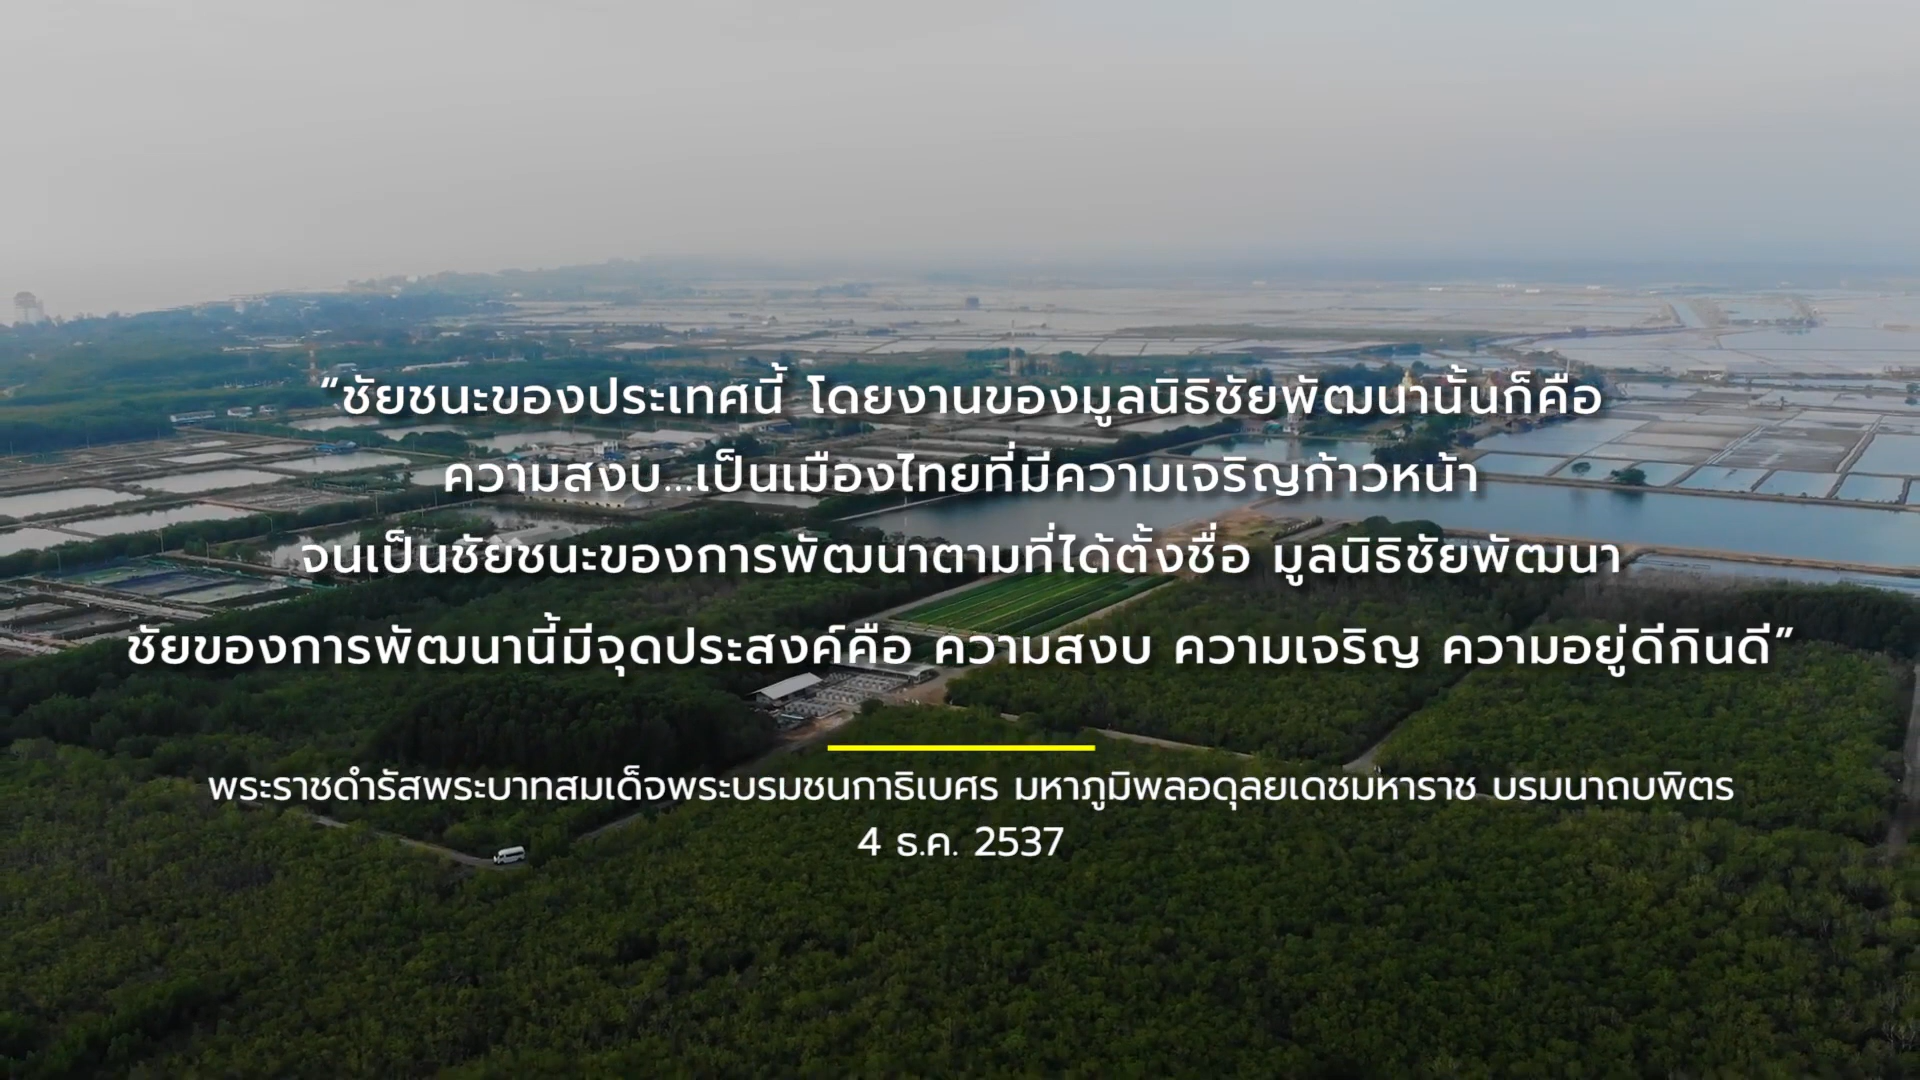 “ชัยชนะของประเทศนี้ โดยงานของมูลนิธิชัยพัฒนานั้นก็คือ
ความสงบ...เป็นเมืองไทยที่มีความเจริญก้าวหน้า
จนเป็นชัยชนะของการพัฒนาตามที่ได้ตั้งชื่อ มูลนิธิชัยพัฒนา
ชัยของการพัฒนานี้มีจุดประสงค์คือ ความสงบ ความเจริญ ความอยู่ดีกินดี”
พระราชดำรัสพระบาทสมเด็จพระบรมชนกาธิเบศร มหาภูมิพลอดุลยเดชมหาราช บรมนาถบพิตร
4 ธ.ค. 2537